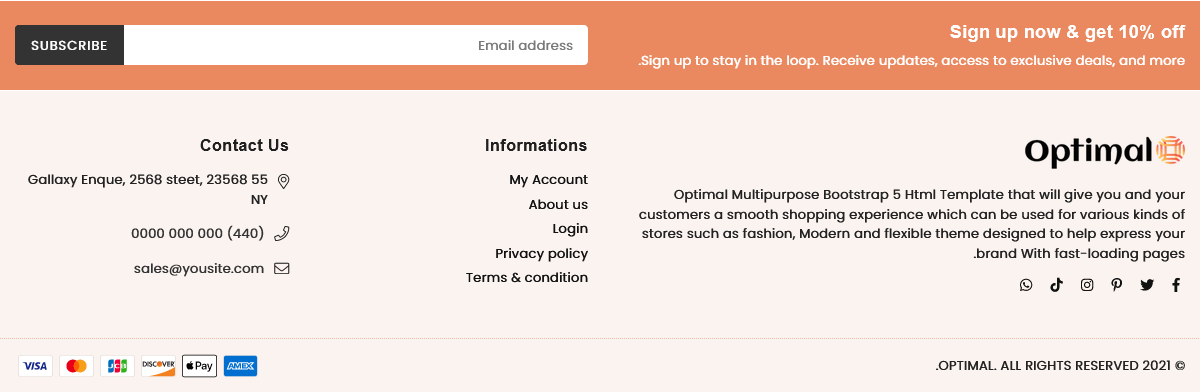 Sign up now & get 10% off
.Sign up to stay in the loop. Receive updates, access to exclusive deals, and more
Email address
SUBSCRIBE
Optimal
Optimal Multipurpose Bootstrap 5 Html Template that will give you and your
customers a smooth shopping experience which can be used for various kinds of
stores such as fashion, Modern and flexible theme designed to help express your
.brand With fast-loading pages
Informations
My Account
About us
Login
Privacy policy
Terms & condition
Contact Us
Gallaxy Enque, 2568 steet, 23568 55
NY
0000 000 000 (440)
sales@yousite.com
.OPTIMAL. ALL RIGHTS RESERVED 2021 ©
VISA
JCB
DISCOVER
Pay
AMEX